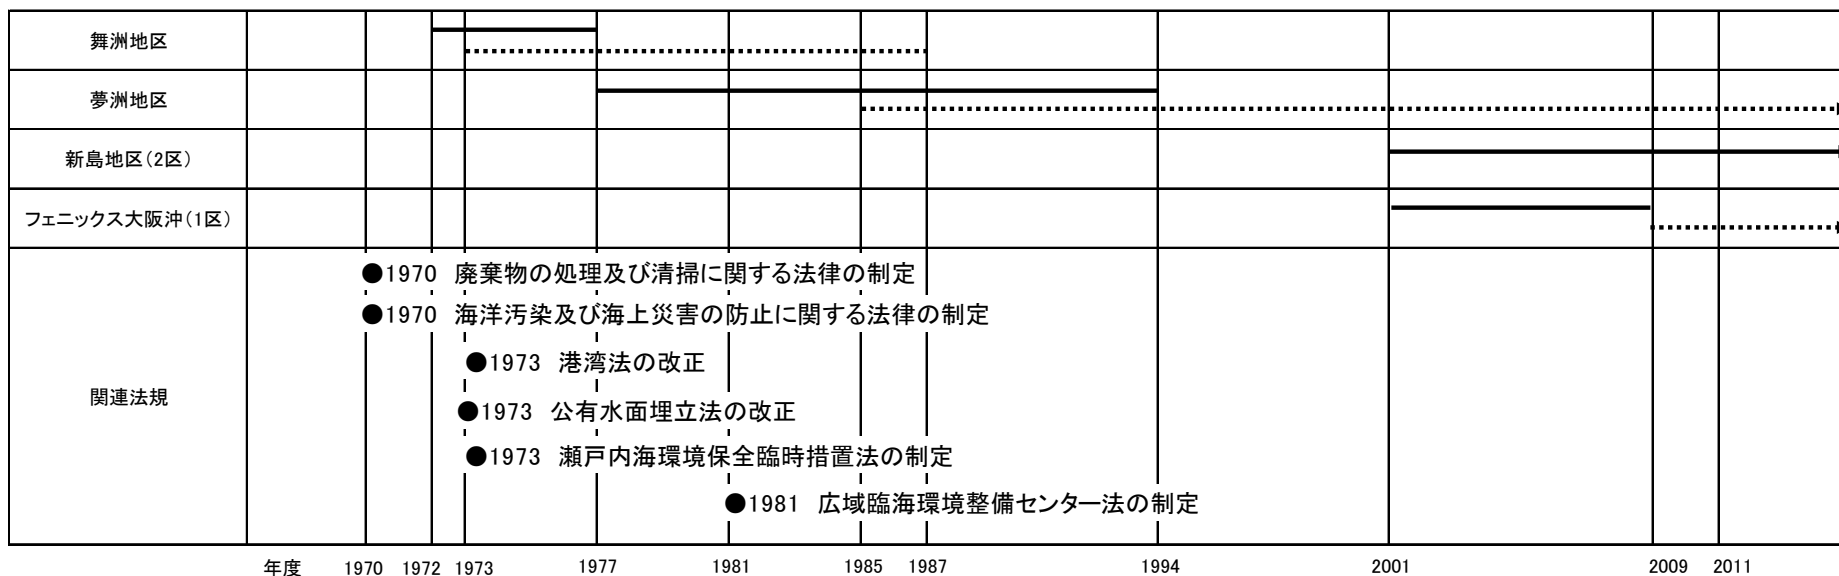 舞洲地区
夢洲地区
新島地区(2区)
フェニックス大阪沖(1区)
関連法規
●1970 廃棄物の処理及び清掃に関する法律の制定
●1970 海洋汚染及び海上災害の防止に関する法律の制定
●1973 港湾法の改正
●1973 公有水面埋立法の改正
●1973 瀬戸内海環境保全臨時措置法の制定
●1981 広域臨海環境整備センター法の制定
年度 1970 1972 1973 1977 1981 1985 1987 1994 2001 2009 2011